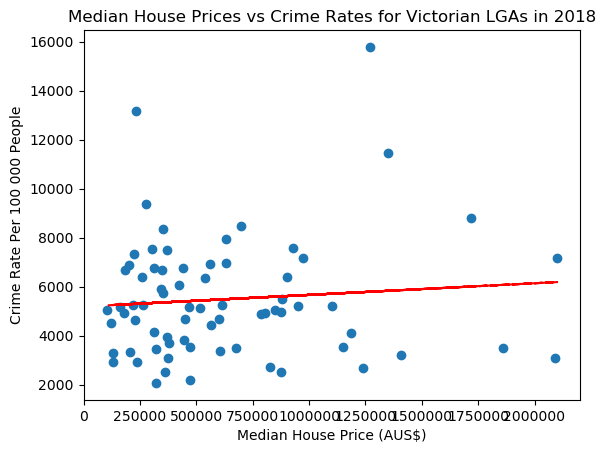 Median House Prices vs Crime Rates for Victorian LGAs in 2018
16000
14000
12000
10000
8000
6000
4000
2000
Crime Rate Per 100 000 People
0 250000 500000 750000 1000000 1250000 1500000 1750000 2000000
Median House Price (AUS$)